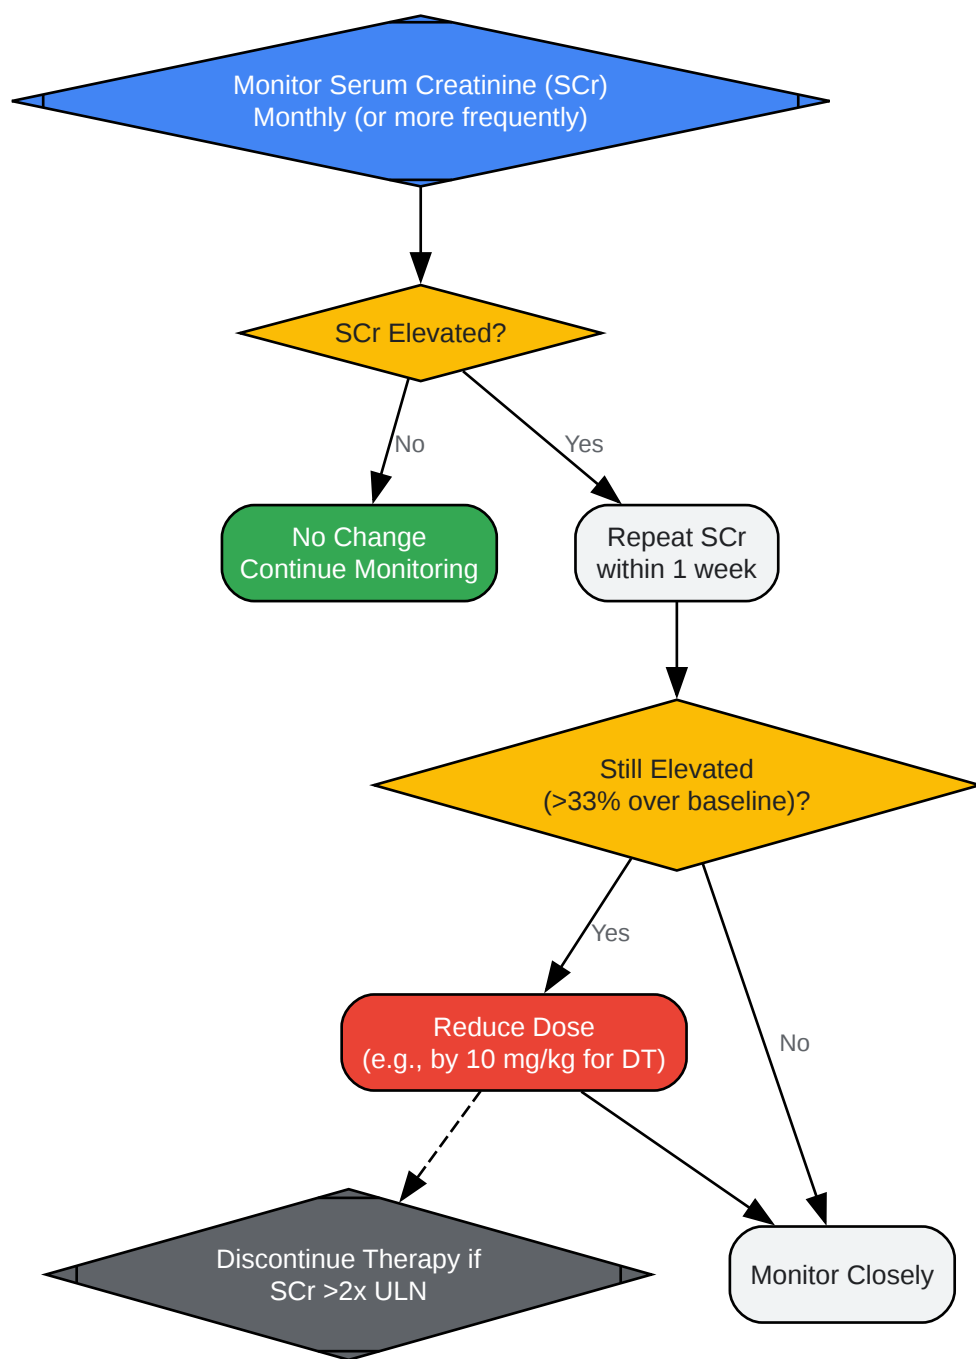 Monitor Serum Creatinine (SCr)
Monthly (or more frequently)
SCr Elevated?
No
Yes
No Change
Continue Monitoring
Repeat SCr
within 1 week
Still Elevated
(>33% over baseline)?
Yes
No
Reduce Dose
(e.g., by 10 mg/kg for DT)
Discontinue Therapy if
SCr >2x ULN
Monitor Closely